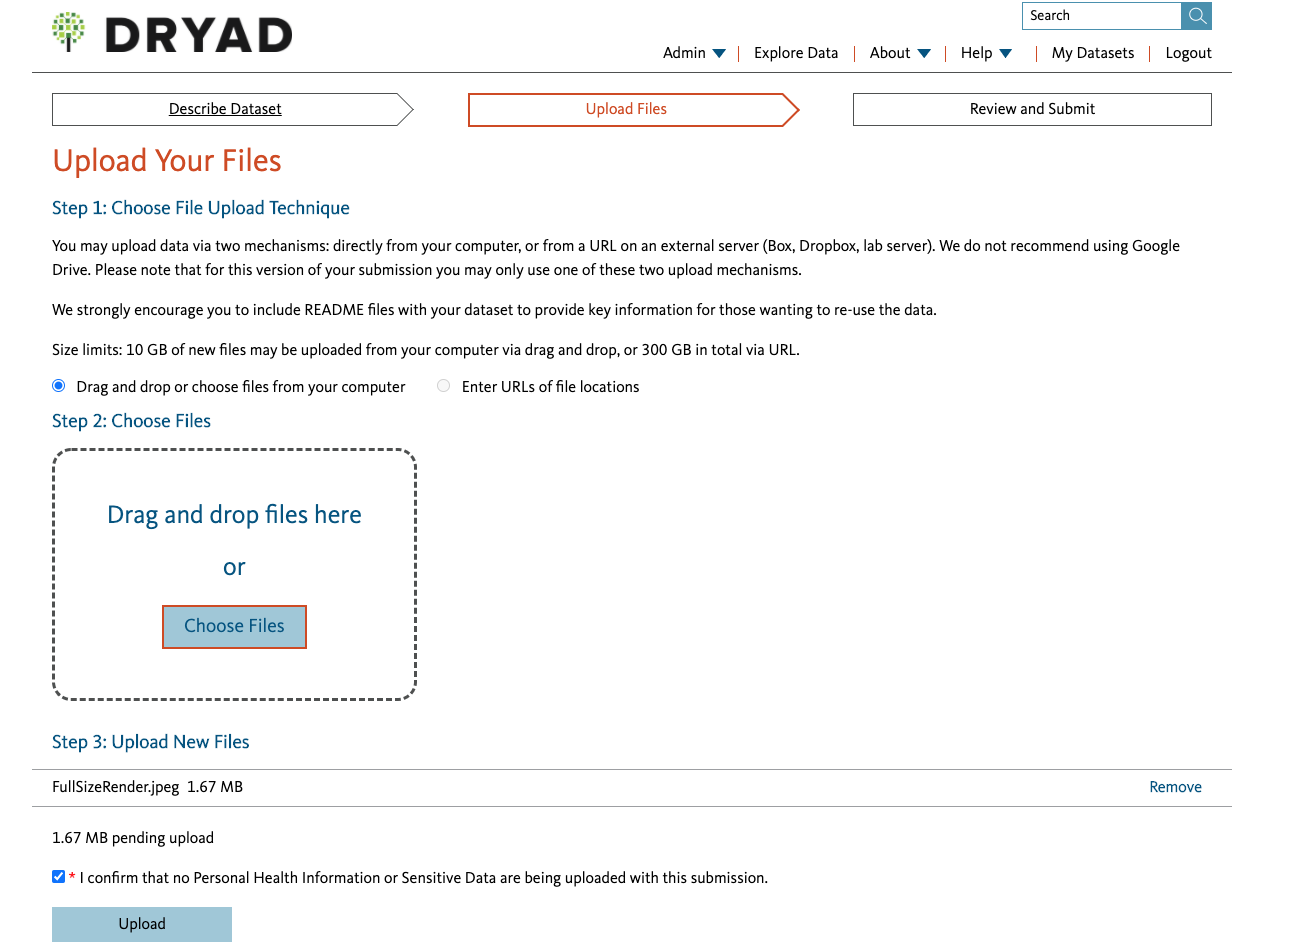 DRYAD
Search
Admin
Explore Data
About
Help
My Datasets
Logout
Describe Dataset
Upload Files
Review and Submit
Upload Your Files
Step 1: Choose File Upload Technique
You may upload data via two mechanisms: directly from your computer, or from a URL on an external server (Box, Dropbox, lab server). We do not recommend using Google
Drive. Please note that for this version of your submission you may only use one of these two upload mechanisms.
We strongly encourage you to include README files with your dataset to provide key information for those wanting to re-use the data.
Size limits: 10 GB of new files may be uploaded from your computer via drag and drop, or 300 GB in total via URL.
Drag and drop or choose files from your computer
Enter URLs of file locations
Step 2: Choose Files
Drag and drop files here
or
Choose Files
Step 3: Upload New Files
FullSizeRender.jpeg 1.67 MB
Remove
1.67 MB pending upload
* I confirm that no Personal Health Information or Sensitive Data are being uploaded with this submission.
Upload